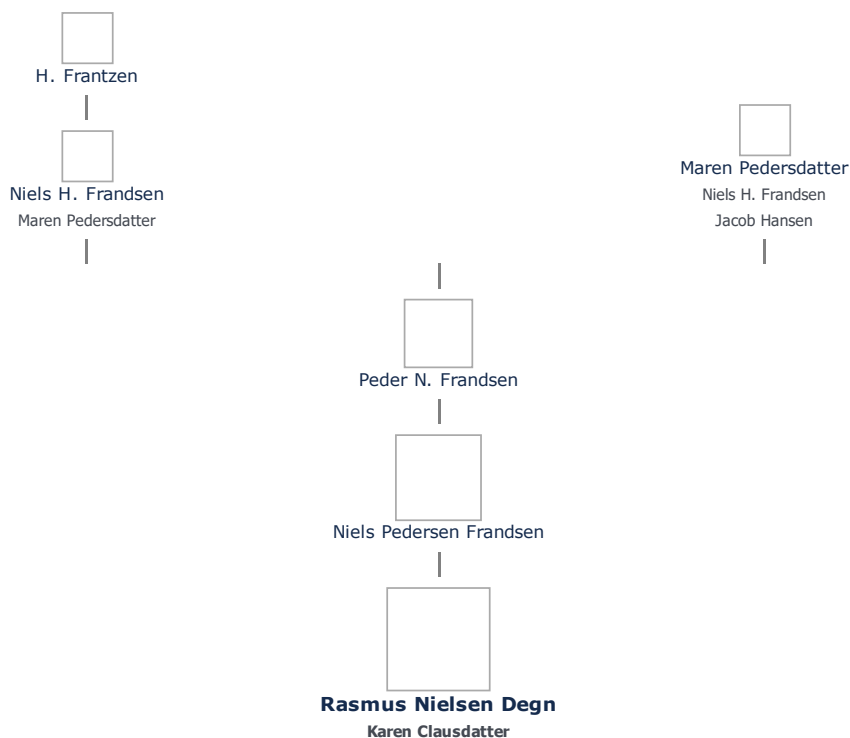 H. Frantzen
Niels H. Frandsen
Maren Pedersdatter
Maren Pedersdatter
Niels H. Frandsen
Jacob Hansen
Peder N. Frandsen
Niels Pedersen Frandsen
Rasmus Nielsen Degn
Karen Clausdatter